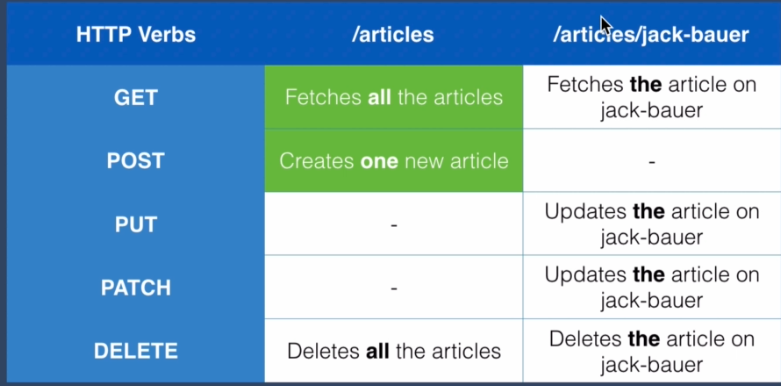 HTTP Verbs /articles /articles/jack-bauer
GET Fetches all the articles Fetches the article on
jack-bauer
POST Creates one new article -
PUT - Updates the article on
jack-bauer
PATCH - Updates the article on
jack-bauer
DELETE Deletes all the articles Deletes the article on
jack-bauer